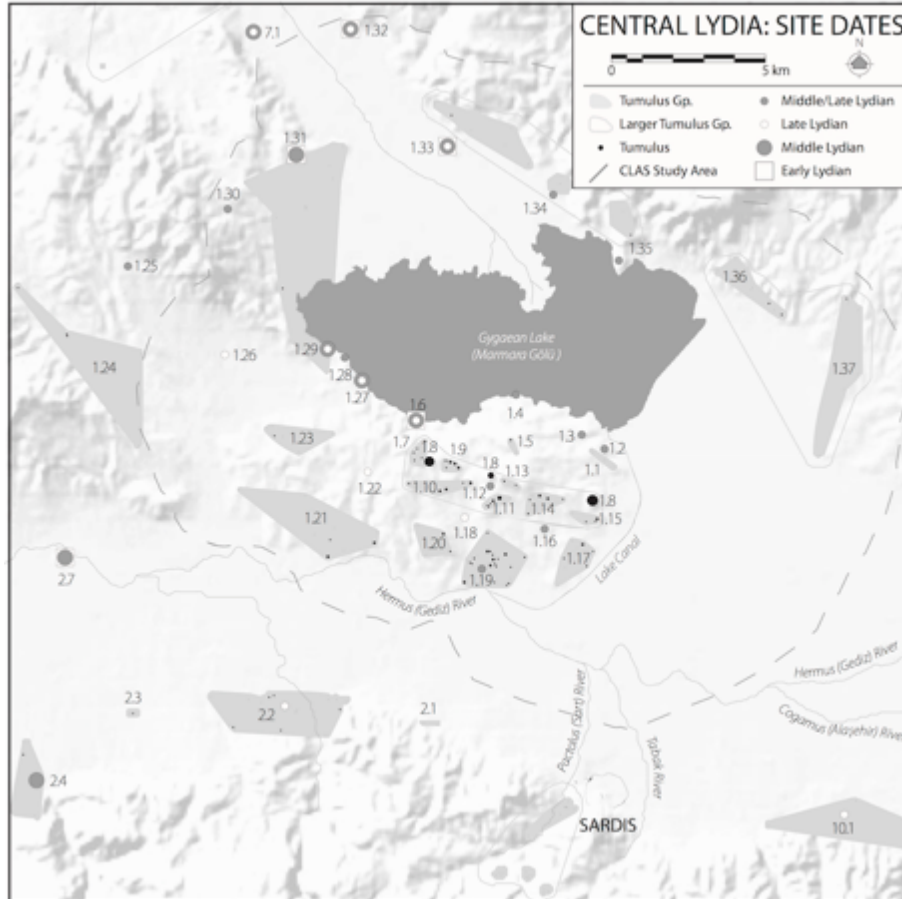 CENTRAL LYDIA: SITE DATES
N
0 5 km
Tumulus Gp.
Larger Tumulus Gp.
Tumulus
CLAS Study Area
Middle/Late Lydian
Late Lydian
Middle Lydian
Early Lydian
7.1
1.32
1.31
1.33
1.30
1.34
1.25
1.35
1.36
Gygaean Lake
(Marmara Gölü)
1.24
1.26
1.29
1.28
1.27
1.37
1.6
1.4
1.23
1.7
1.8
1.9
1.5
1.3
1.2
1.1
1.22
1.8
1.13
1.10
1.12
1.11
1.14
1.8
1.15
1.21
1.18
1.16
1.20
1.17
1.19
Lake Canal
2.7
Hermus (Gediz) River
Hermus (Gediz) River
Cogamus (Alaşehir) River
2.3
2.2
2.1
Pactolus (Sart) River
Tabak River
2.4
SARDIS
10.1